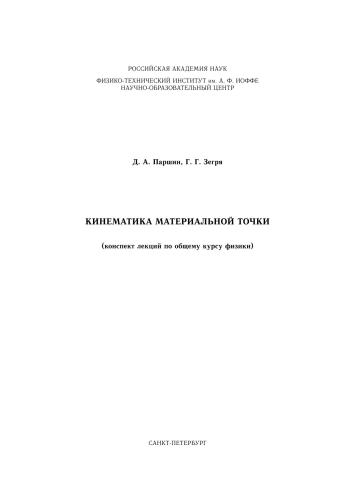 РОССИЙСКАЯ АКАДЕМИЯ НАУК
ФИЗИКО-ТЕХНИЧЕСКИЙ ИНСТИТУТ им. А. Ф. ИОФФЕ
НАУЧНО-ОБРАЗОВАТЕЛЬНЫЙ ЦЕНТР
Д. А. Паршин, Г. Г. Зегря
КИНЕМАТИКА МАТЕРИАЛЬНОЙ ТОЧКИ
(конспект лекций по общему курсу физики)
САНКТ-ПЕТЕРБУРГ